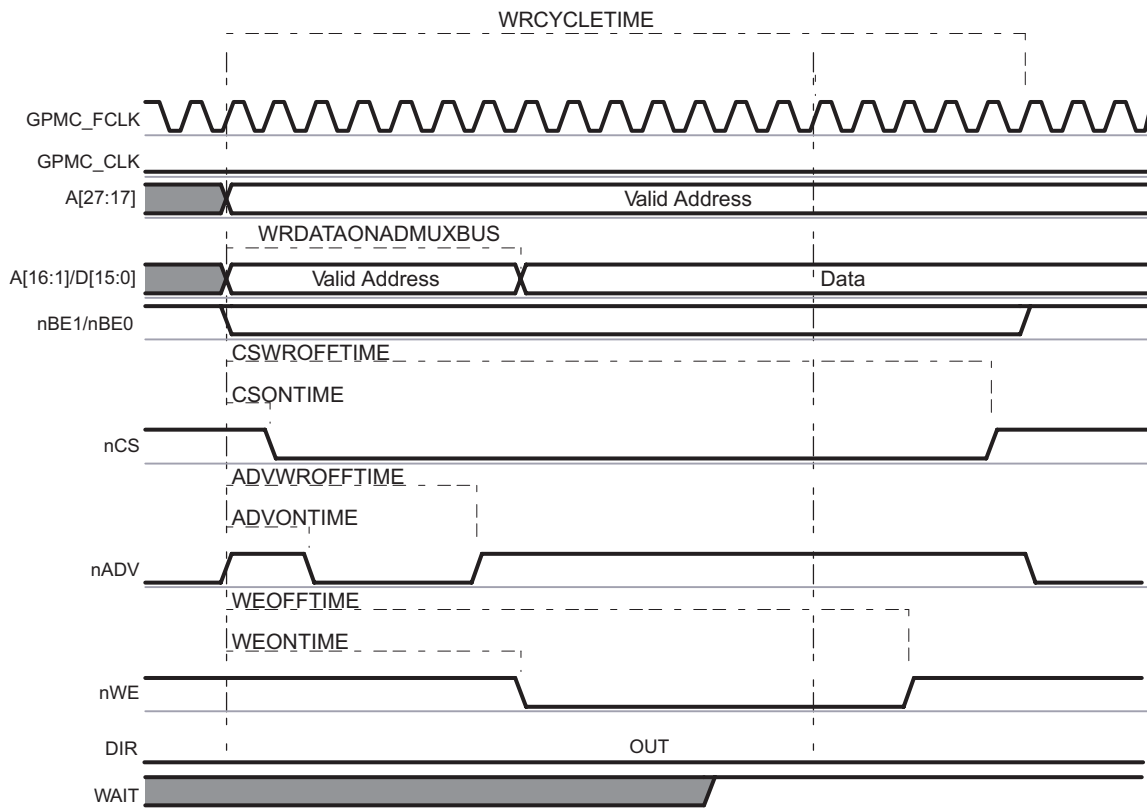 WRCYCLETIME
GPMC_FCLK
GPMC_CLK
A[27:17]
Valid Address
WRDATAONADMUXBUS
A[16:1]/D[15:0]
Valid Address
Data
nBE1/nBE0
CSWROFFTIME
CSONTIME
nCS
ADVWROFFTIME
ADVONTIME
nADV
WEOFFTIME
WEONTIME
nWE
DIR
OUT
WAIT